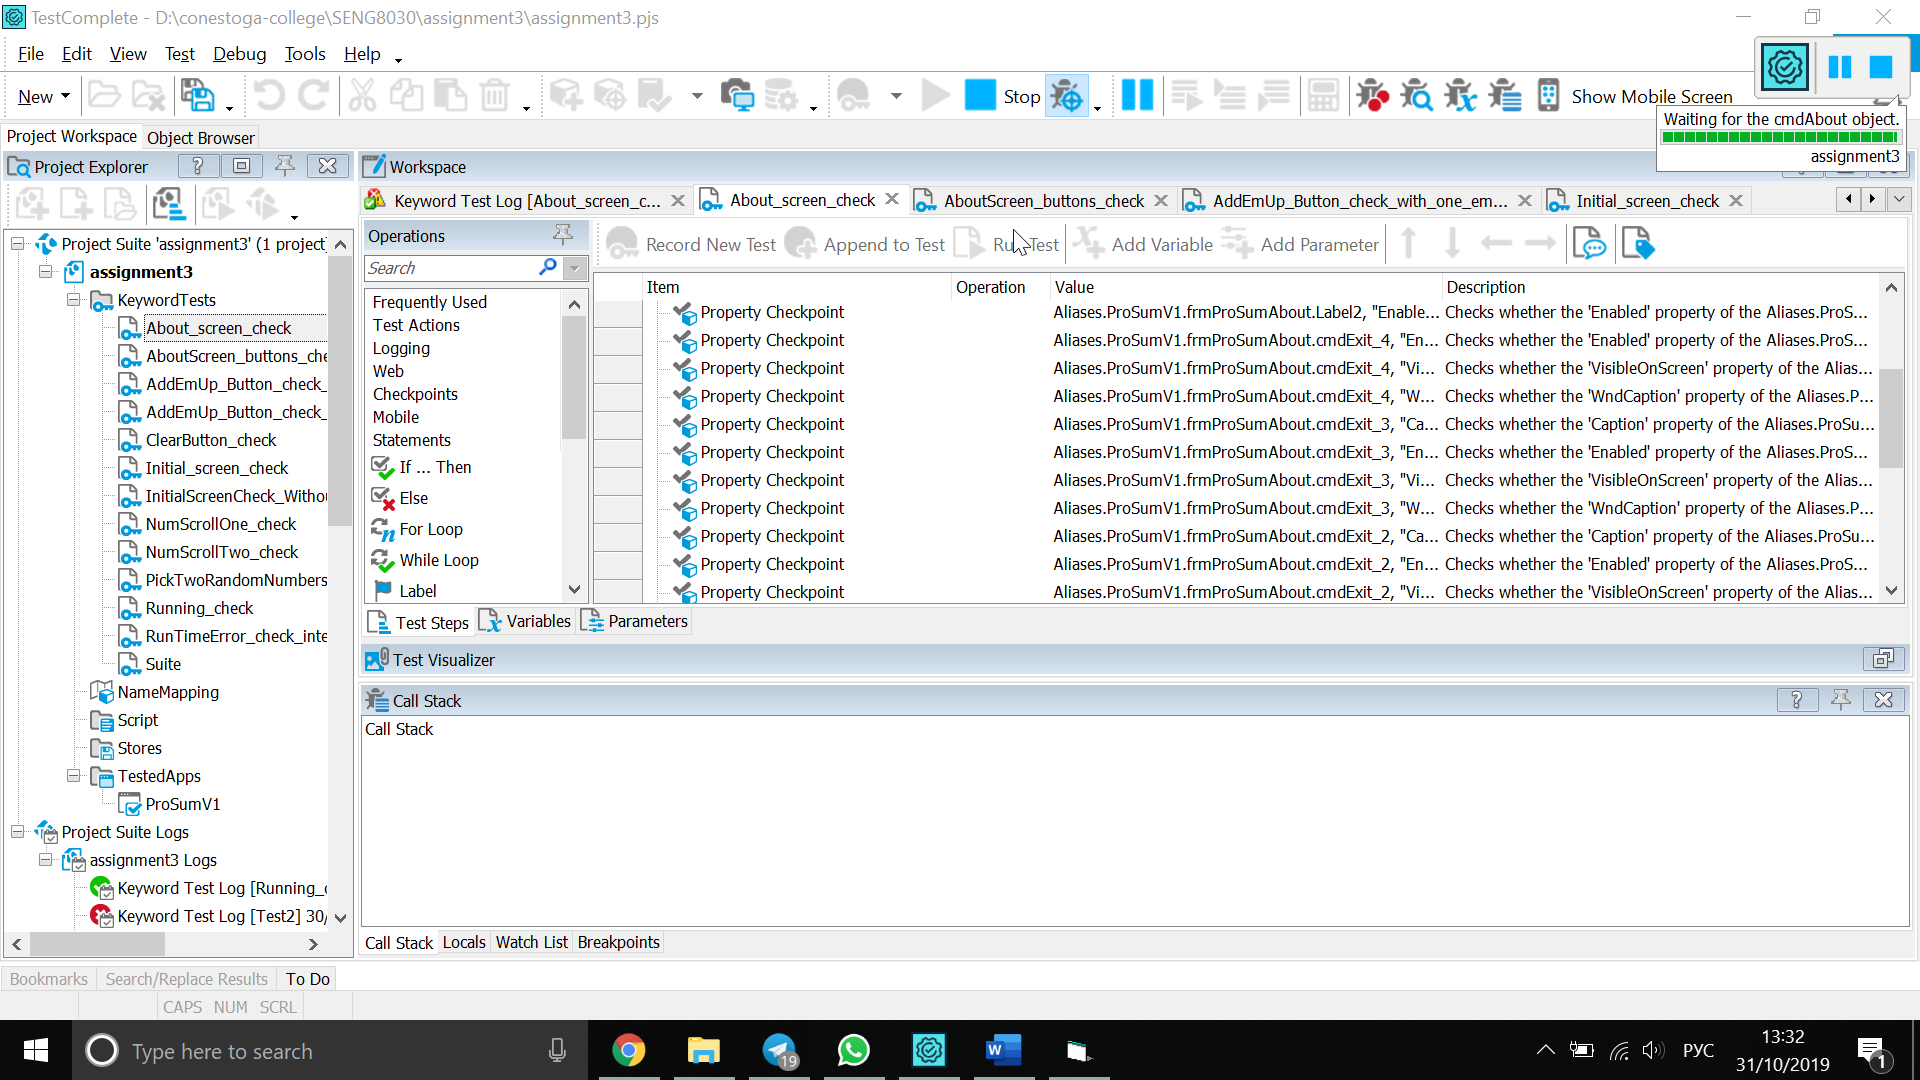 TestComplete - D:\conestoga-college\SENG8030\assignment3\assignment3.pjs
File Edit View Test Tools Debug Help
New Stop Show Mobile Screen
Waiting for the cmdAbout object.
assignment3
Project Workspace Object Browser
Project Explorer
Workspace
Keyword Test Log [About_screen_c... About_screen_check AboutScreen_buttons_check AddEmUp_Button_check_with_one_em... Initial_screen_check
Operations
Record New Test Append to Test Run Test Add Variable Add Parameter
Search
Project Suite 'assignment3' (1 project)
assignment3
KeywordTests
About_screen_check
AboutScreen_buttons_che
AddEmUp_Button_check_
AddEmUp_Button_check_
ClearButton_check
Initial_screen_check
InitialScreenCheck_Withou
NumScrollOne_check
NumScrollTwo_check
PickTwoRandomNumbers
Running_check
RunTimeError_check_inte
Suite
NameMapping
Script
Stores
TestedApps
ProSumV1
Project Suite Logs
assignment3 Logs
Keyword Test Log [Running_c
Keyword Test Log [Test2] 30/
Frequently Used
Test Actions
Logging
Web
Checkpoints
Mobile
Statements
If ... Then
Else
For Loop
While Loop
Label
Item Operation Value Description
Property Checkpoint Aliases.ProSumV1.frmProSumAbout.Label2, "Enable... Checks whether the 'Enabled' property of the Aliases.ProS...
Property Checkpoint Aliases.ProSumV1.frmProSumAbout.cmdExit_4, "En... Checks whether the 'Enabled' property of the Aliases.ProS...
Property Checkpoint Aliases.ProSumV1.frmProSumAbout.cmdExit_4, "Vi... Checks whether the 'VisibleOnScreen' property of the Alias...
Property Checkpoint Aliases.ProSumV1.frmProSumAbout.cmdExit_4, "W... Checks whether the 'WndCaption' property of the Aliases.P...
Property Checkpoint Aliases.ProSumV1.frmProSumAbout.cmdExit_3, "Ca... Checks whether the 'Caption' property of the Aliases.ProSu...
Property Checkpoint Aliases.ProSumV1.frmProSumAbout.cmdExit_3, "En... Checks whether the 'Enabled' property of the Aliases.ProS...
Property Checkpoint Aliases.ProSumV1.frmProSumAbout.cmdExit_3, "Vi... Checks whether the 'VisibleOnScreen' property of the Alias...
Property Checkpoint Aliases.ProSumV1.frmProSumAbout.cmdExit_3, "W... Checks whether the 'WndCaption' property of the Aliases.P...
Property Checkpoint Aliases.ProSumV1.frmProSumAbout.cmdExit_2, "Ca... Checks whether the 'Caption' property of the Aliases.ProSu...
Property Checkpoint Aliases.ProSumV1.frmProSumAbout.cmdExit_2, "En... Checks whether the 'Enabled' property of the Aliases.ProS...
Property Checkpoint Aliases.ProSumV1.frmProSumAbout.cmdExit_2, "Vi... Checks whether the 'VisibleOnScreen' property of the Alias...
Test Steps Variables Parameters
Test Visualizer
Call Stack
Call Stack
Call Stack Locals Watch List Breakpoints
Bookmarks Search/Replace Results To Do
CAPS NUM SCRL
Type here to search
19
РУС
13:32
31/10/2019
1